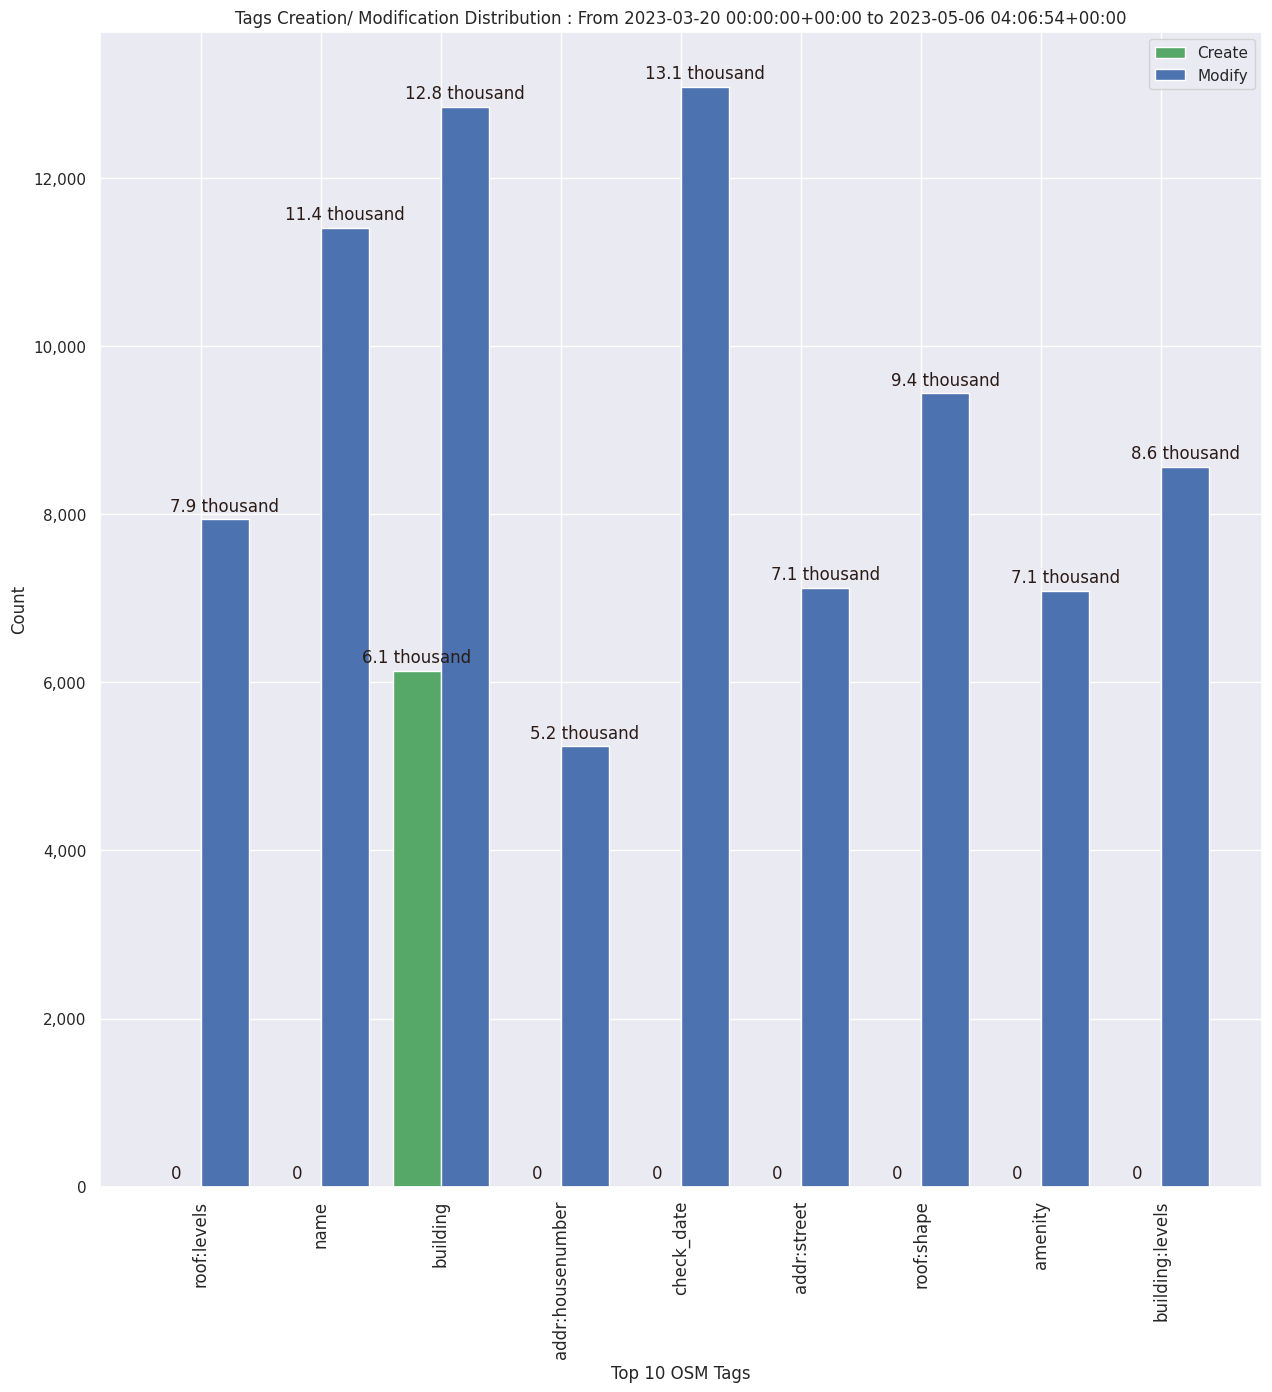 Tags Creation/ Modification Distribution : From 2023-03-20 00:00:00+00:00 to 2023-05-06 04:06:54+00:00
Create
Modify
13.1 thousand
12.8 thousand
12,000
11.4 thousand
10,000
9.4 thousand
8.6 thousand
8,000
7.9 thousand
7.1 thousand
7.1 thousand
Count
6.1 thousand
6,000
5.2 thousand
4,000
2,000
0
0
0
0
0
0
0
0
0
roof:levels
name
building
addr:housenumber
check_date
addr:street
roof:shape
amenity
building:levels
Top 10 OSM Tags